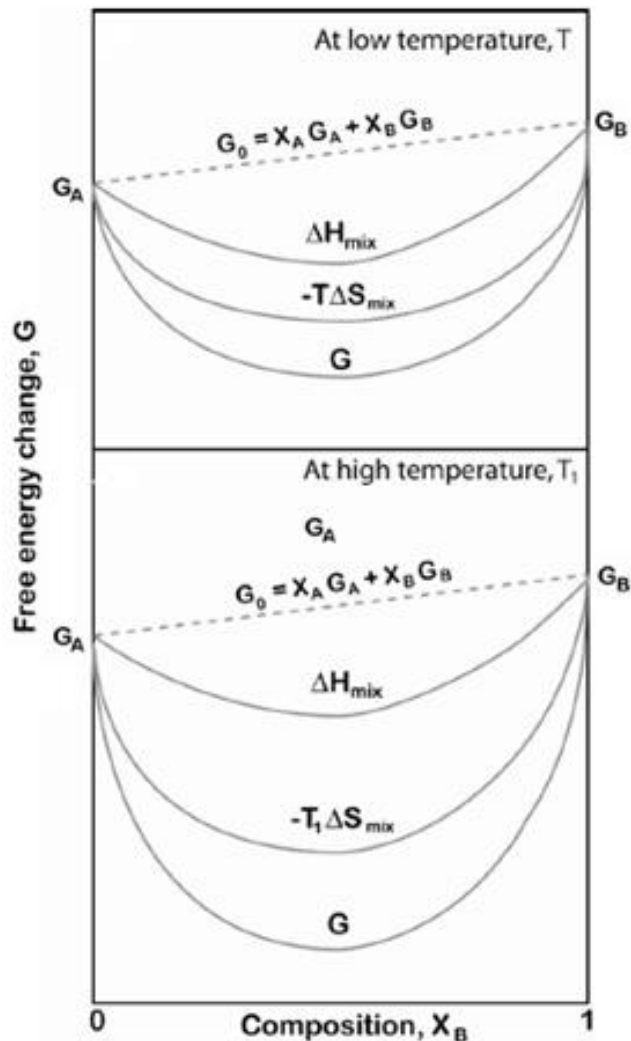 At low temperature, T
G₀ = X_A G_A + X_B G_B
G_B
G_A
ΔH_mix
-TΔS_mix
G
Free energy change, G
At high temperature, T₁
G_A
G₀ = X_A G_A + X_B G_B
G_B
G_A
ΔH_mix
-T₁ΔS_mix
G
0
Composition, X_B
1